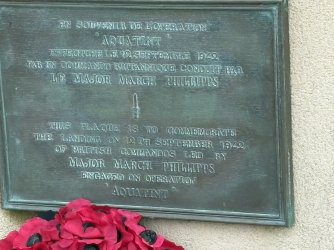 EN SOUVENIR DE L'OPERATION
"AQUATINT"
EFFECTUEE LE 12 SEPTEMBRE 1942
PAR UN COMMANDO BRITANNIQUE CONDUIT PAR
LE MAJOR MARCH PHILLIPPS
THIS PLAQUE IS TO COMMEMORATE
THE LANDING ON 12TH SEPTEMBER 1942
OF BRITISH COMMANDOS LED BY
MAJOR MARCH PHILLIPPS
ENGAGED ON OPERATION
"AQUATINT"